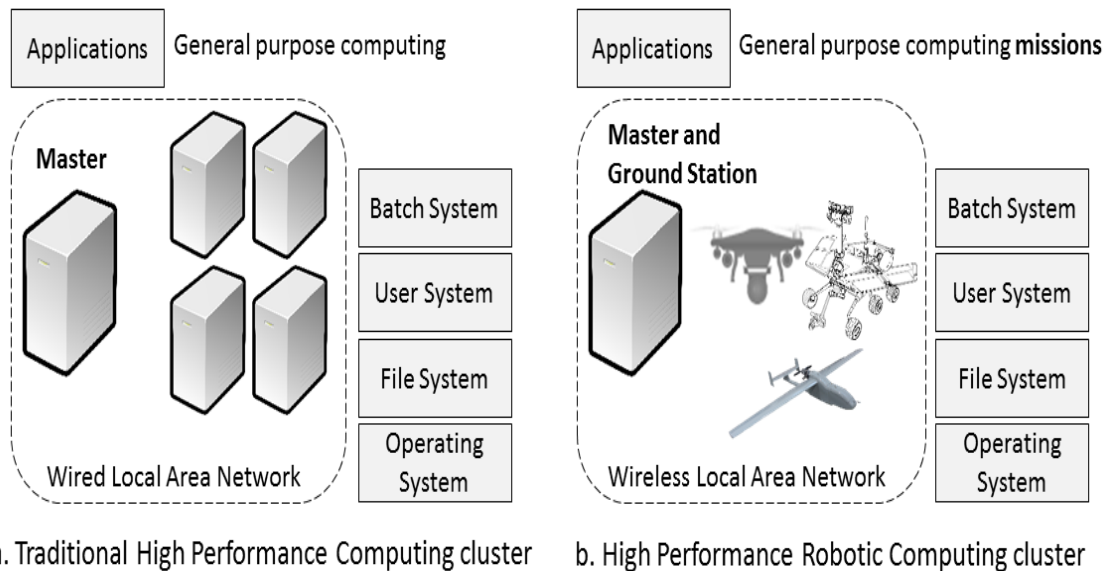 Applications
General purpose computing
Master
Batch System
User System
File System
Operating
System
Wired Local Area Network
. Traditional High Performance Computing cluster
Applications
General purpose computing missions
Master and
Ground Station
Batch System
User System
File System
Operating
System
Wireless Local Area Network
b. High Performance Robotic Computing cluster